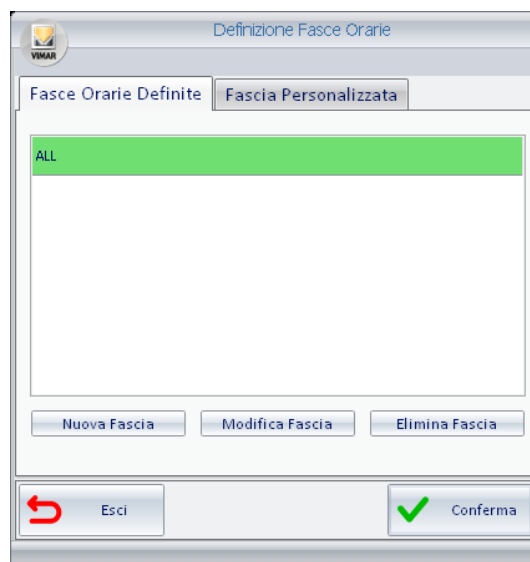 Definizione Fasce Orarie
VIMAR
Fasce Orarie Definite
Fascia Personalizzata
ALL
Nuova Fascia
Modifica Fascia
Elimina Fascia
Esci
Conferma